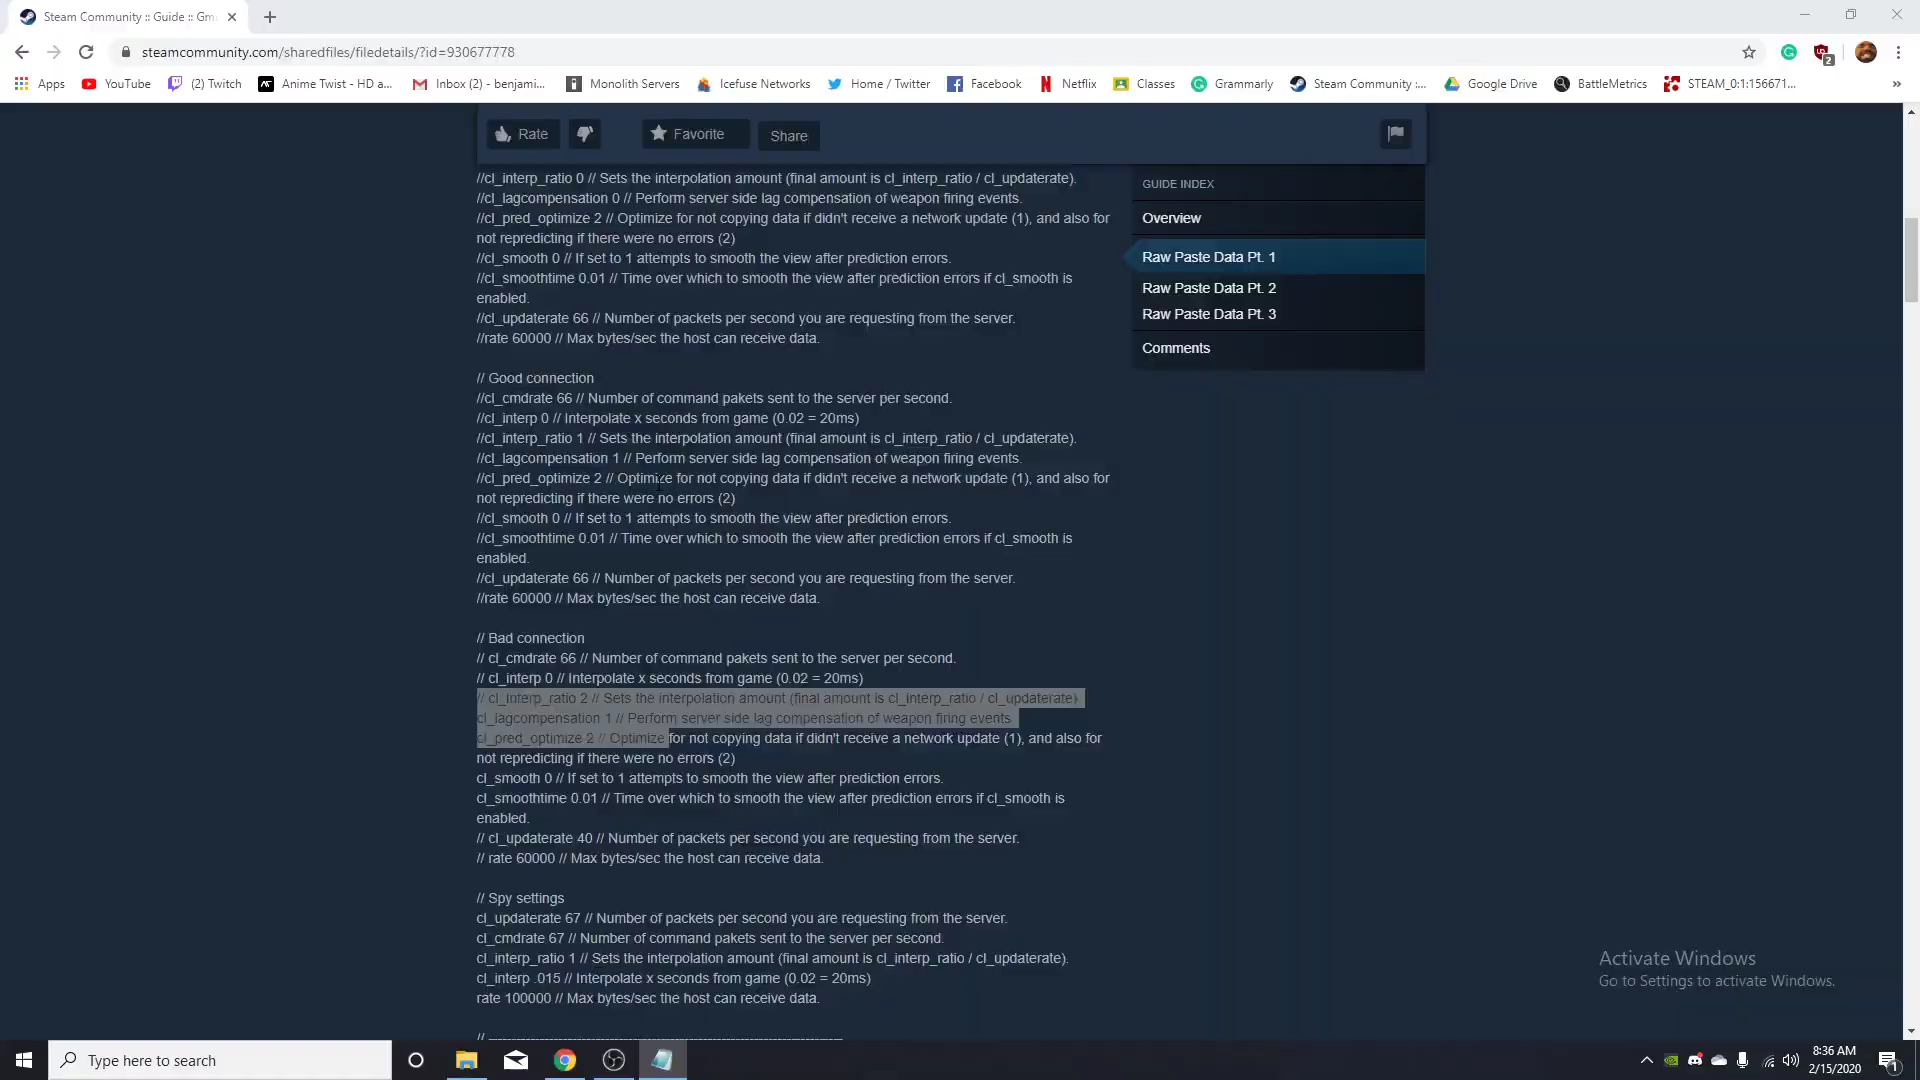 Steam Community :: Guide :: Gm
steamcommunity.com/sharedfiles/filedetails/?id=930677778
2
Apps
YouTube
(2) Twitch
Anime Twist - HD a...
Inbox (2) - benjami...
Monolith Servers
Icefuse Networks
Home / Twitter
Facebook
Netflix
Classes
Grammarly
Steam Community :...
Google Drive
BattleMetrics
STEAM_0:1:156671...
»
Rate
Favorite
Share
//cl_interp_ratio 0 // Sets the interpolation amount (final amount is cl_interp_ratio / cl_updaterate).
//cl_lagcompensation 0 // Perform server side lag compensation of weapon firing events.
//cl_pred_optimize 2 // Optimize for not copying data if didn't receive a network update (1), and also for
not repredicting if there were no errors (2)
//cl_smooth 0 // If set to 1 attempts to smooth the view after prediction errors.
//cl_smoothtime 0.01 // Time over which to smooth the view after prediction errors if cl_smooth is
enabled.
//cl_updaterate 66 // Number of packets per second you are requesting from the server.
//rate 60000 // Max bytes/sec the host can receive data.
// Good connection
//cl_cmdrate 66 // Number of command pakets sent to the server per second.
//cl_interp 0 // Interpolate x seconds from game (0.02 = 20ms)
//cl_interp_ratio 1 // Sets the interpolation amount (final amount is cl_interp_ratio / cl_updaterate).
//cl_lagcompensation 1 // Perform server side lag compensation of weapon firing events.
//cl_pred_optimize 2 // Optimize for not copying data if didn't receive a network update (1), and also for
not repredicting if there were no errors (2)
//cl_smooth 0 // If set to 1 attempts to smooth the view after prediction errors.
//cl_smoothtime 0.01 // Time over which to smooth the view after prediction errors if cl_smooth is
enabled.
//cl_updaterate 66 // Number of packets per second you are requesting from the server.
//rate 60000 // Max bytes/sec the host can receive data.
// Bad connection
// cl_cmdrate 66 // Number of command pakets sent to the server per second.
// cl_interp 0 // Interpolate x seconds from game (0.02 = 20ms)
// cl_interp_ratio 2 // Sets the interpolation amount (final amount is cl_interp_ratio / cl_updaterate)
cl_lagcompensation 1 // Perform server side lag compensation of weapon firing events
cl_pred_optimize 2 // Optimize for not copying data if didn't receive a network update (1), and also for
not repredicting if there were no errors (2)
cl_smooth 0 // If set to 1 attempts to smooth the view after prediction errors.
cl_smoothtime 0.01 // Time over which to smooth the view after prediction errors if cl_smooth is
enabled.
// cl_updaterate 40 // Number of packets per second you are requesting from the server.
// rate 60000 // Max bytes/sec the host can receive data.
// Spy settings
cl_updaterate 67 // Number of packets per second you are requesting from the server.
cl_cmdrate 67 // Number of command pakets sent to the server per second.
cl_interp_ratio 1 // Sets the interpolation amount (final amount is cl_interp_ratio / cl_updaterate).
cl_interp .015 // Interpolate x seconds from game (0.02 = 20ms)
rate 100000 // Max bytes/sec the host can receive data.
// ----------------------------------------------------------------------
GUIDE INDEX
Overview
Raw Paste Data Pt. 1
Raw Paste Data Pt. 2
Raw Paste Data Pt. 3
Comments
Activate Windows
Go to Settings to activate Windows.
Type here to search
8:36 AM
2/15/2020
1